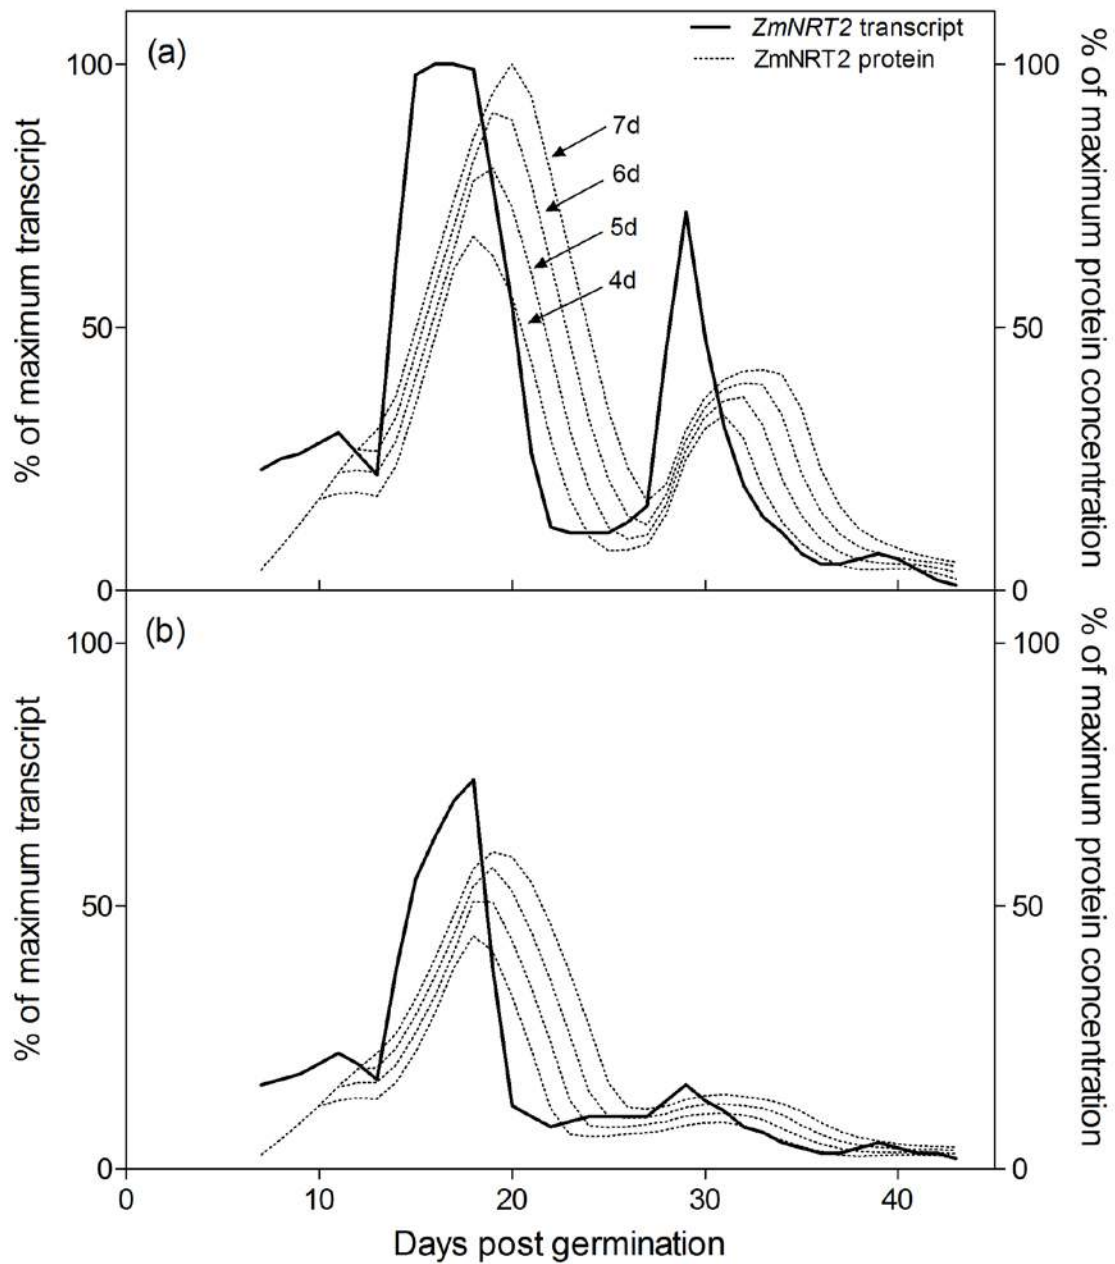 (a)
ZmNRT2 transcript
ZmNRT2 protein
% of maximum transcript
100
50
0
7d
6d
5d
4d
100
50
0
% of maximum protein concentration
(b)
% of maximum transcript
100
50
0
100
50
0
% of maximum protein concentration
0 10 20 30 40
Days post germination